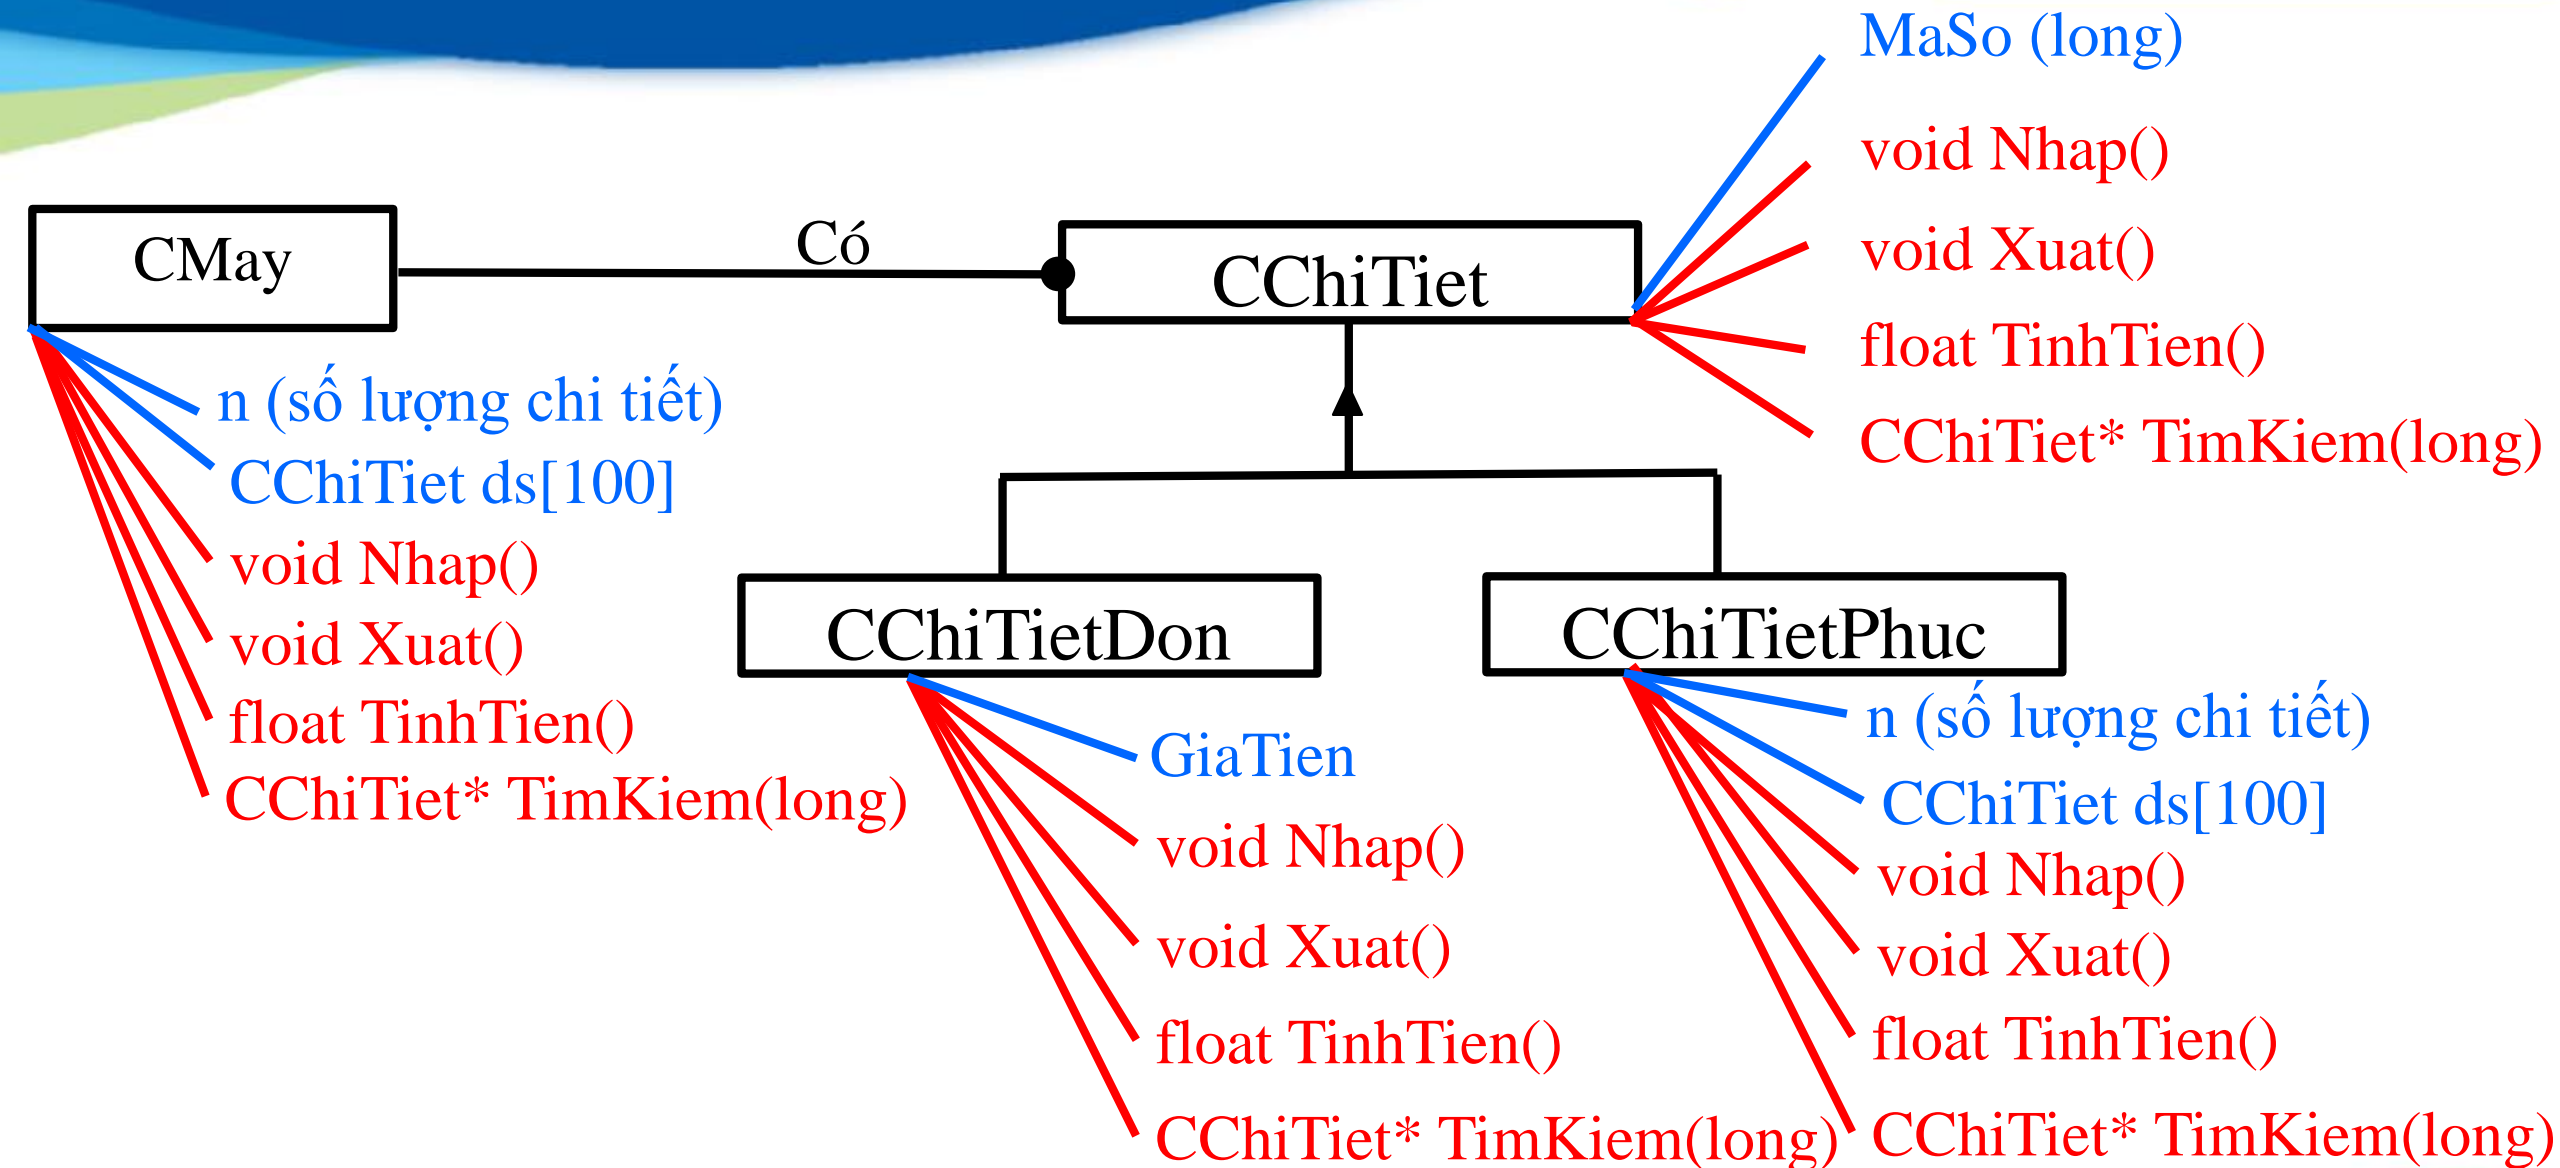 MaSo (long)
void Nhap()
void Xuat()
float TinhTien()
CChiTiet* TimKiem(long)
CMay
Có
CChiTiet
n (số lượng chi tiết)
CChiTiet ds[100]
void Nhap()
void Xuat()
float TinhTien()
CChiTiet* TimKiem(long)
CChiTietDon
GiaTien
void Nhap()
void Xuat()
float TinhTien()
CChiTiet* TimKiem(long)
CChiTietPhuc
n (số lượng chi tiết)
CChiTiet ds[100]
void Nhap()
void Xuat()
float TinhTien()
CChiTiet* TimKiem(long)